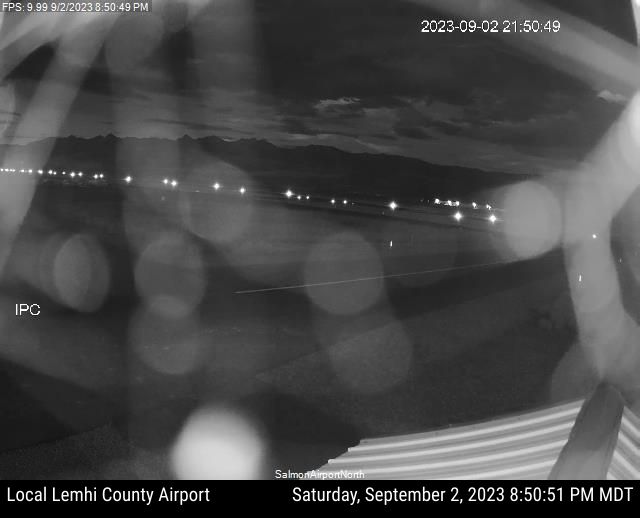 FPS: 9.99 9/2/2023 8:50:49 PM
2023-09-02 21:50:49
IPC
SalmonAirportNorth
Local Lemhi County Airport
Saturday, September 2, 2023 8:50:51 PM MDT